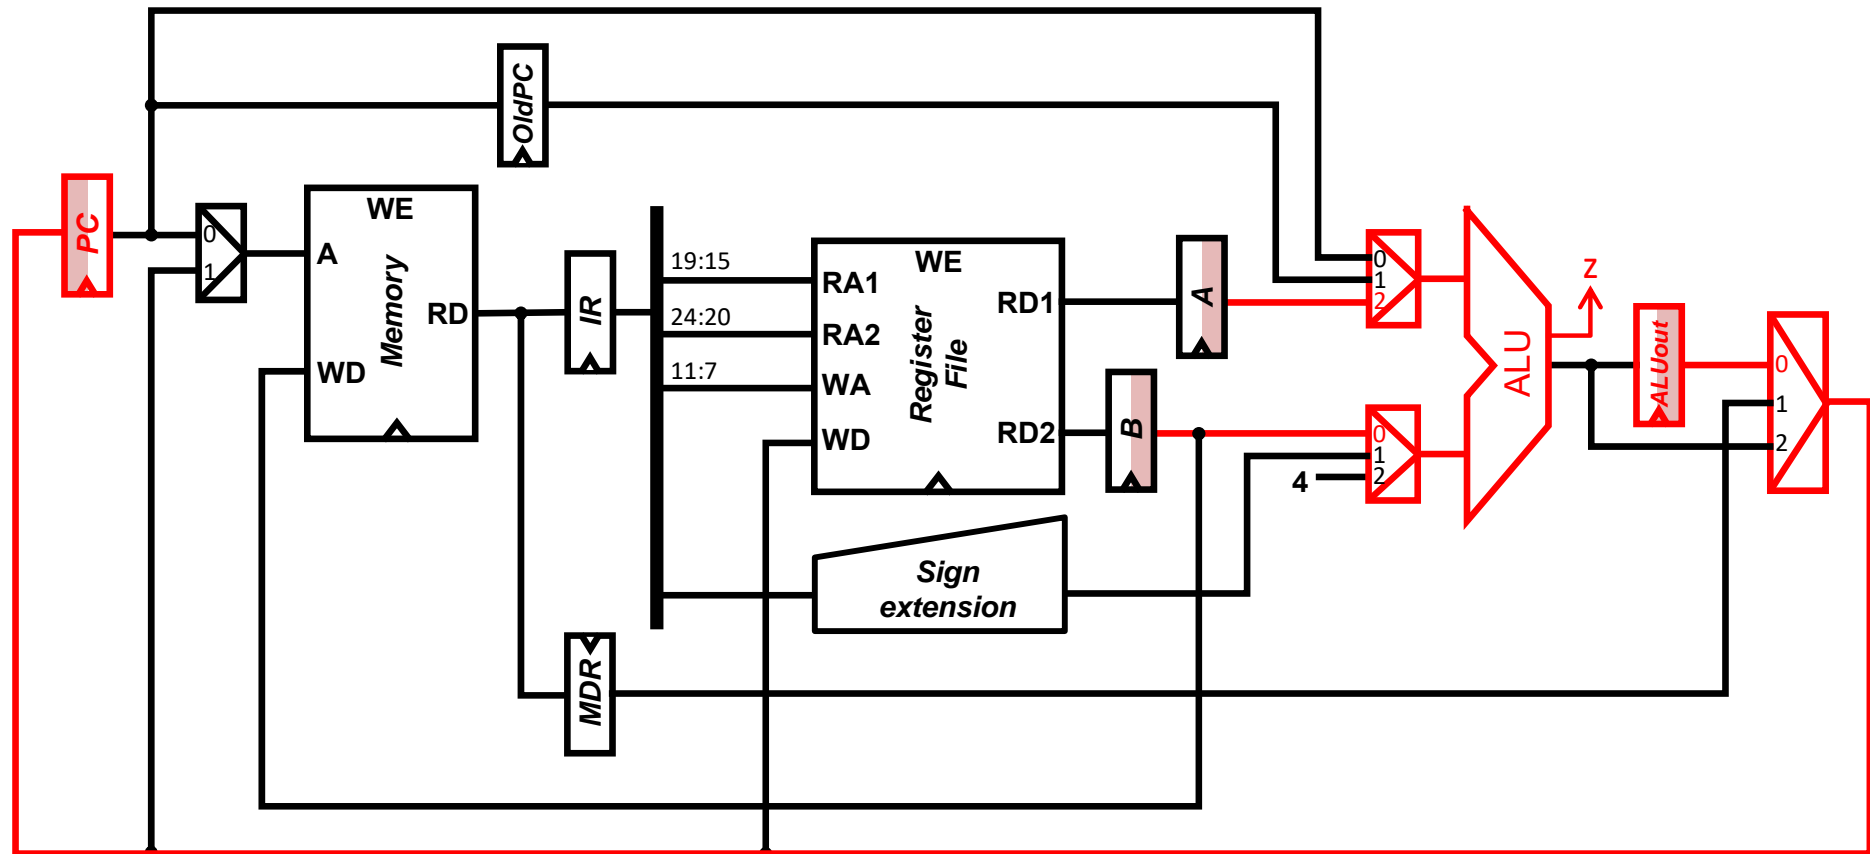 OldPC
PC
0
1
WE
A
Memory
RD
WD
IR
19:15
24:20
11:7
WE
RA1
RA2
WA
WD
Register
File
RD1
RD2
A
B
0
1
2
0
1
2
4
ALU
Z
ALUout
0
1
2
Sign
extension
MDR